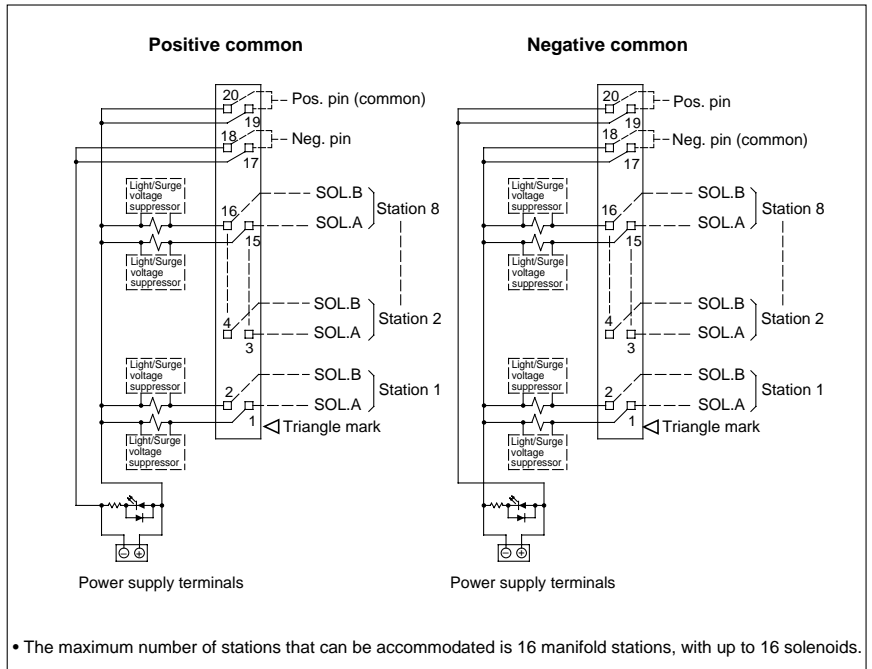 Positive common
20
Pos. pin (common)
19
18
Neg. pin
17
Light/Surge
voltage
suppressor
16
SOL.B
Station 8
SOL.A
15
Light/Surge
voltage
suppressor
SOL.B
4
Station 2
SOL.A
3
Light/Surge
voltage
suppressor
SOL.B
2
Station 1
SOL.A
1
Triangle mark
Light/Surge
voltage
suppressor
⊖ ⊕
Power supply terminals
Negative common
20
Pos. pin
19
18
Neg. pin (common)
17
Light/Surge
voltage
suppressor
16
SOL.B
Station 8
SOL.A
15
Light/Surge
voltage
suppressor
SOL.B
4
Station 2
SOL.A
3
Light/Surge
voltage
suppressor
SOL.B
2
Station 1
SOL.A
1
Triangle mark
Light/Surge
voltage
suppressor
⊖ ⊕
Power supply terminals
• The maximum number of stations that can be accommodated is 16 manifold stations, with up to 16 solenoids.